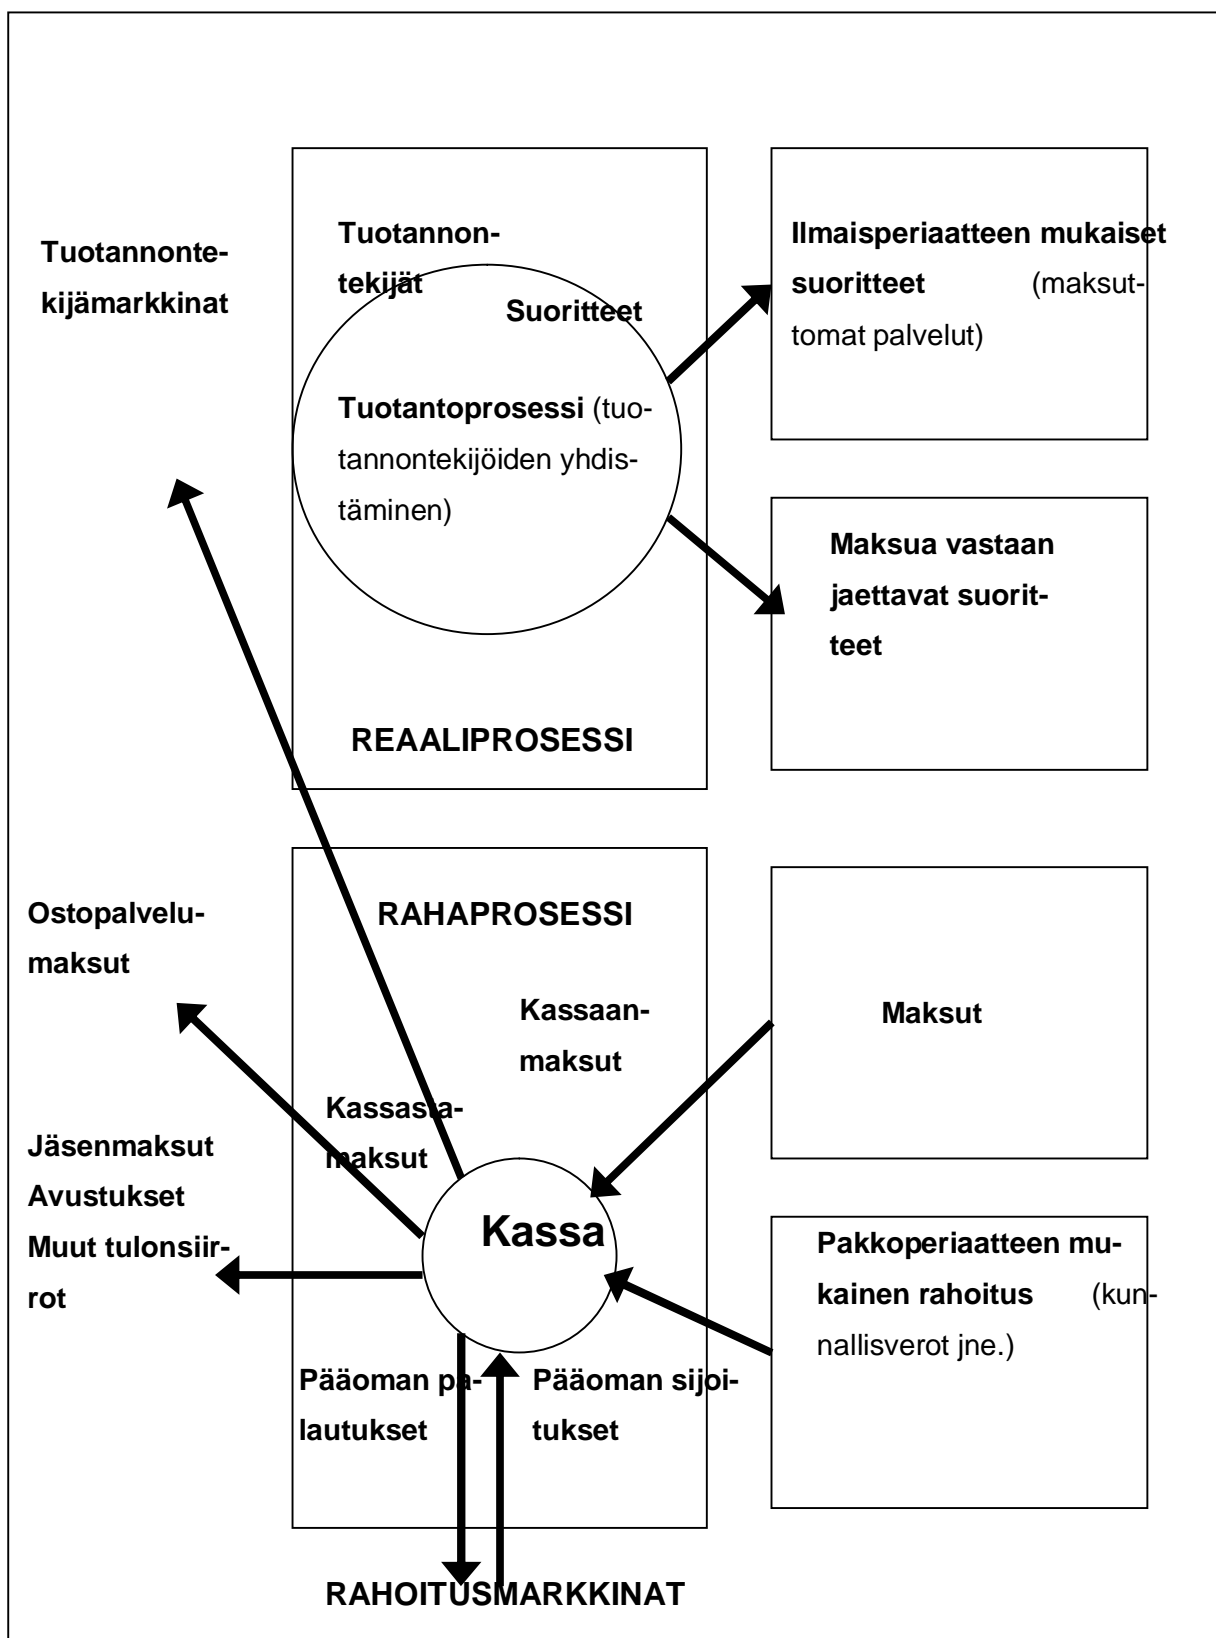 Tuotannonte-
kijämarkkinat
Tuotannon-
tekijät
Suoritteet
Tuotantoprosessi (tuo-
tannontekijöiden yhdis-
täminen)
REAALIPROSESSI
Ilmaisperiaatteen mukaiset
suoritteet (maksut-
tomat palvelut)
Maksua vastaan
jaettavat suorit-
teet
Ostopalvelu-
maksut
Jäsenmaksut
Avustukset
Muut tulonsiir-
rot
RAHAPROSESSI
Kassaan-
maksut
Kassasta-
maksut
Kassa
Pääoman pa-
lautukset
Pääoman sijoi-
tukset
Maksut
Pakkoperiaatteen mu-
kainen rahoitus (kun-
nallisverot jne.)
RAHOITUSMARKKINAT